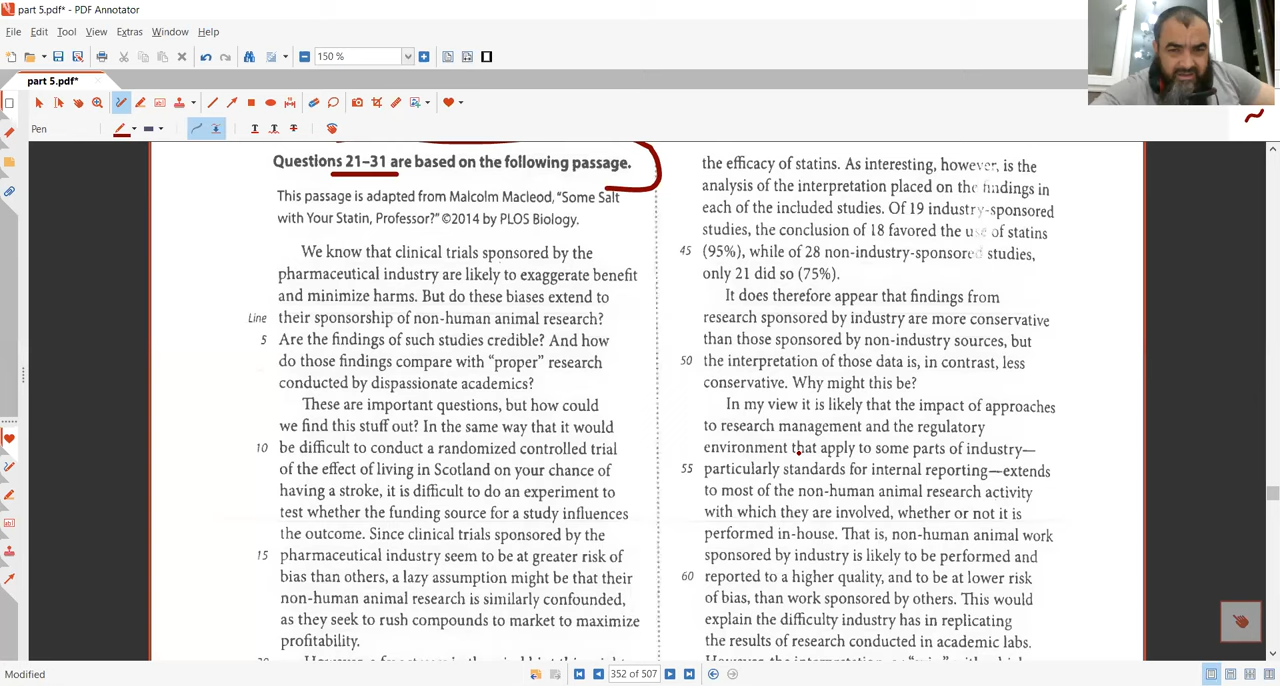 part 5.pdf* - PDF Annotator
File Edit Tool View Extras Window Help
150 %
part 5.pdf*
Pen
Questions 21–31 are based on the following passage.
This passage is adapted from Malcolm Macleod, “Some Salt
with Your Statin, Professor?” ©2014 by PLOS Biology.
We know that clinical trials sponsored by the
pharmaceutical industry are likely to exaggerate benefit
and minimize harms. But do these biases extend to
Line their sponsorship of non-human animal research?
5 Are the findings of such studies credible? And how
do those findings compare with “proper” research
conducted by dispassionate academics?
These are important questions, but how could
we find this stuff out? In the same way that it would
10 be difficult to conduct a randomized controlled trial
of the effect of living in Scotland on your chance of
having a stroke, it is difficult to do an experiment to
test whether the funding source for a study influences
the outcome. Since clinical trials sponsored by the
15 pharmaceutical industry seem to be at greater risk of
bias than others, a lazy assumption might be that their
non-human animal research is similarly confounded,
as they seek to rush compounds to market to maximize
profitability.
the efficacy of statins. As interesting, however, is the
analysis of the interpretation placed on the findings in
each of the included studies. Of 19 industry-sponsored
studies, the conclusion of 18 favored the use of statins
45 (95%), while of 28 non-industry-sponsored studies,
only 21 did so (75%).
It does therefore appear that findings from
research sponsored by industry are more conservative
than those sponsored by non-industry sources, but
50 the interpretation of those data is, in contrast, less
conservative. Why might this be?
In my view it is likely that the impact of approaches
to research management and the regulatory
environment that apply to some parts of industry—
55 particularly standards for internal reporting—extends
to most of the non-human animal research activity
with which they are involved, whether or not it is
performed in-house. That is, non-human animal work
sponsored by industry is likely to be performed and
60 reported to a higher quality, and to be at lower risk
of bias, than work sponsored by others. This would
explain the difficulty industry has in replicating
the results of research conducted in academic labs.
Modified
352 of 507